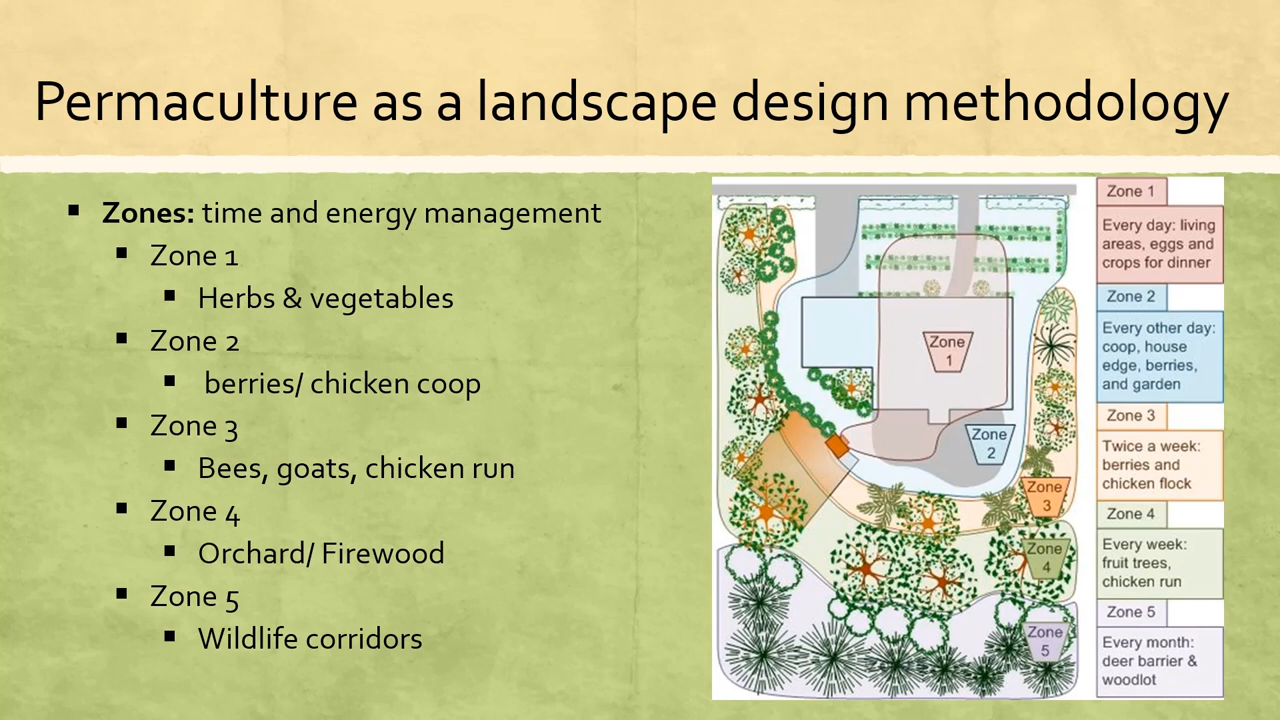 Permaculture as a landscape design methodology
Zones: time and energy management
Zone 1
Herbs & vegetables
Zone 2
berries/ chicken coop
Zone 3
Bees, goats, chicken run
Zone 4
Orchard/ Firewood
Zone 5
Wildlife corridors
Zone
1
Zone
2
Zone
3
Zone
4
Zone
5
Zone 1
Every day: living
areas, eggs and
crops for dinner
Zone 2
Every other day:
coop, house
edge, berries,
and garden
Zone 3
Twice a week:
berries and
chicken flock
Zone 4
Every week:
fruit trees,
chicken run
Zone 5
Every month:
deer barrier &
woodlot